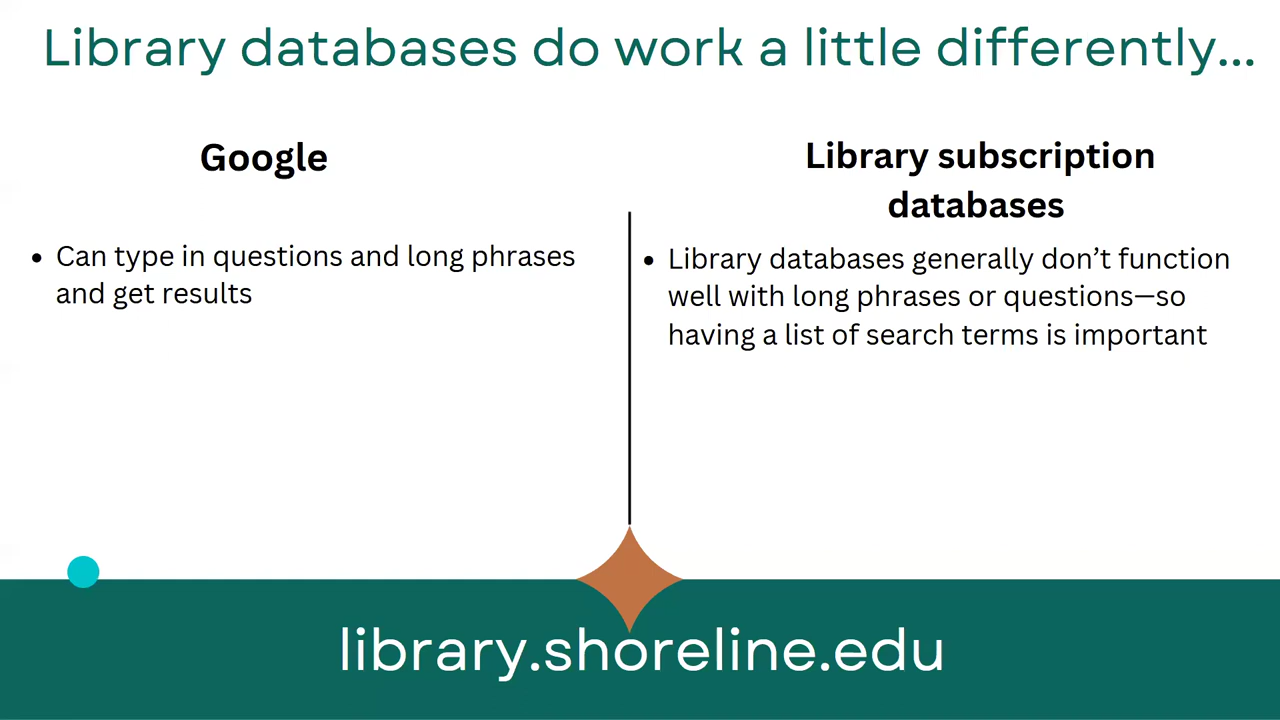 Library databases do work a little differently...
Google
• Can type in questions and long phrases
and get results
Library subscription
databases
• Library databases generally don’t function
well with long phrases or questions—so
having a list of search terms is important
library.shoreline.edu